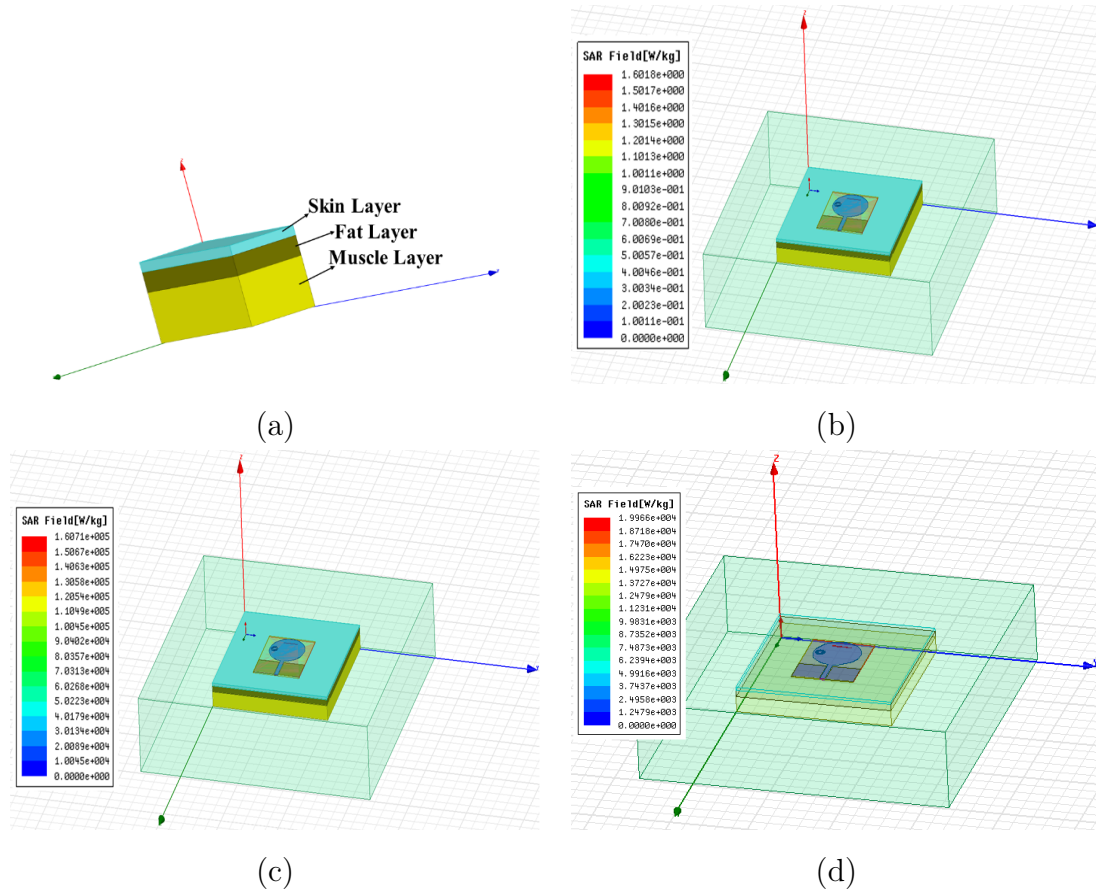 Skin Layer
Fat Layer
Muscle Layer
(a)
SAR Field[W/kg]
1.6018e+000
1.5017e+000
1.4016e+000
1.3015e+000
1.2014e+000
1.1013e+000
1.0011e+000
9.0103e-001
8.0092e-001
7.0080e-001
6.0069e-001
5.0057e-001
4.0046e-001
3.0034e-001
2.0023e-001
1.0011e-001
0.0000e+000
(b)
SAR Field[W/kg]
1.6071e+005
1.5067e+005
1.4063e+005
1.3058e+005
1.2054e+005
1.1049e+005
1.0045e+005
9.0402e+004
8.0357e+004
7.0313e+004
6.0268e+004
5.0223e+004
4.0179e+004
3.0134e+004
2.0089e+004
1.0045e+004
0.0000e+000
(c)
Z
SAR Field[W/kg]
1.9966e+004
1.8718e+004
1.7470e+004
1.6223e+004
1.4975e+004
1.3727e+004
1.2479e+004
1.1231e+004
9.9831e+003
8.7352e+003
7.4873e+003
6.2394e+003
4.9916e+003
3.7437e+003
2.4958e+003
1.2479e+003
0.0000e+000
(d)